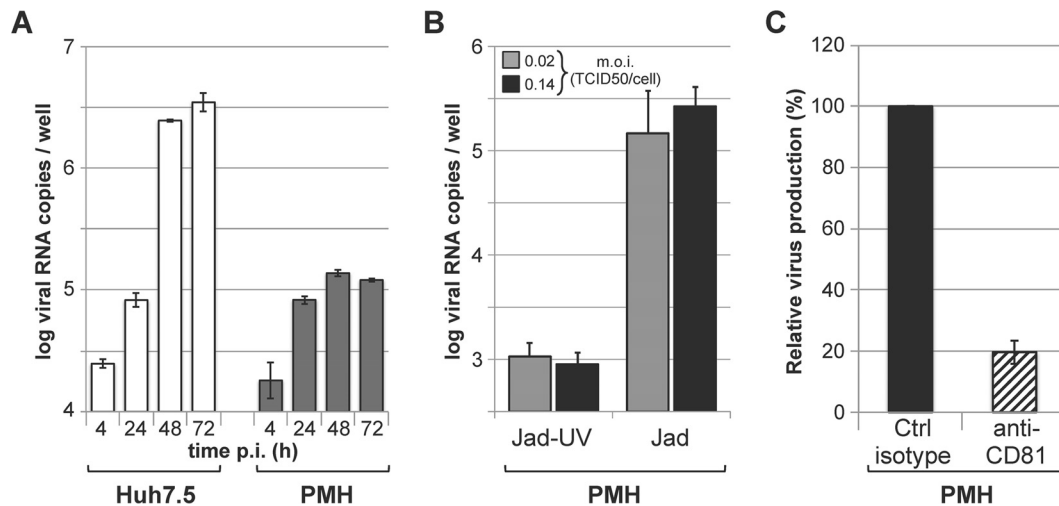 A
log viral RNA copies / well
7
6
5
4
4 24 48 72 4 24 48 72
time p.i. (h)
Huh7.5 PMH
B
log viral RNA copies / well
6
5
3
0.02
0.14
m.o.i.
(TCID50/cell)
Jad-UV Jad
PMH
C
Relative virus production (%)
120
100
80
60
40
20
0
Ctrl
isotype
anti-
CD81
PMH